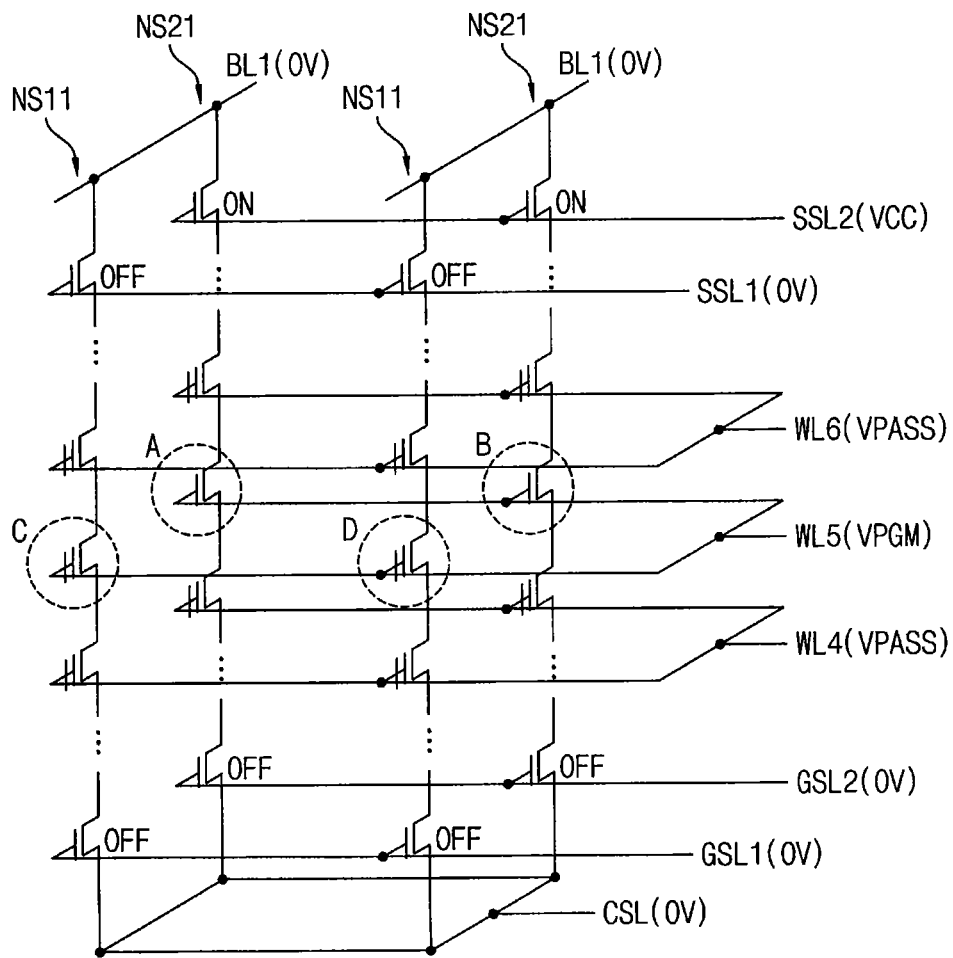 NS21
NS21
BL1(0V)
BL1(0V)
NS11
NS11
ON
ON
SSL2(VCC)
OFF
OFF
SSL1(0V)
WL6(VPASS)
A
B
C
D
WL5(VPGM)
WL4(VPASS)
OFF
OFF
GSL2(0V)
OFF
OFF
GSL1(0V)
CSL(0V)